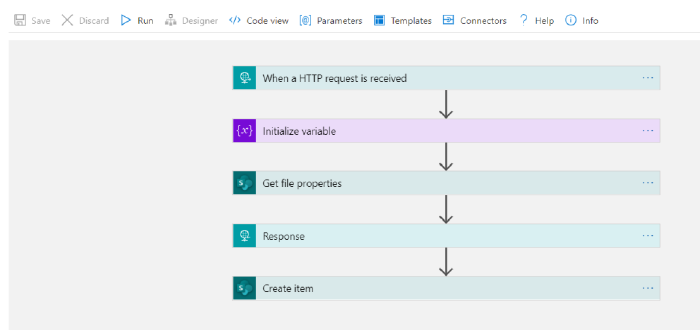 Save Discard Run Designer </> Code view [@] Parameters Templates Connectors ? Help Info
When a HTTP request is received ...
{x} Initialize variable ...
Get file properties ...
Response ...
Create item ...